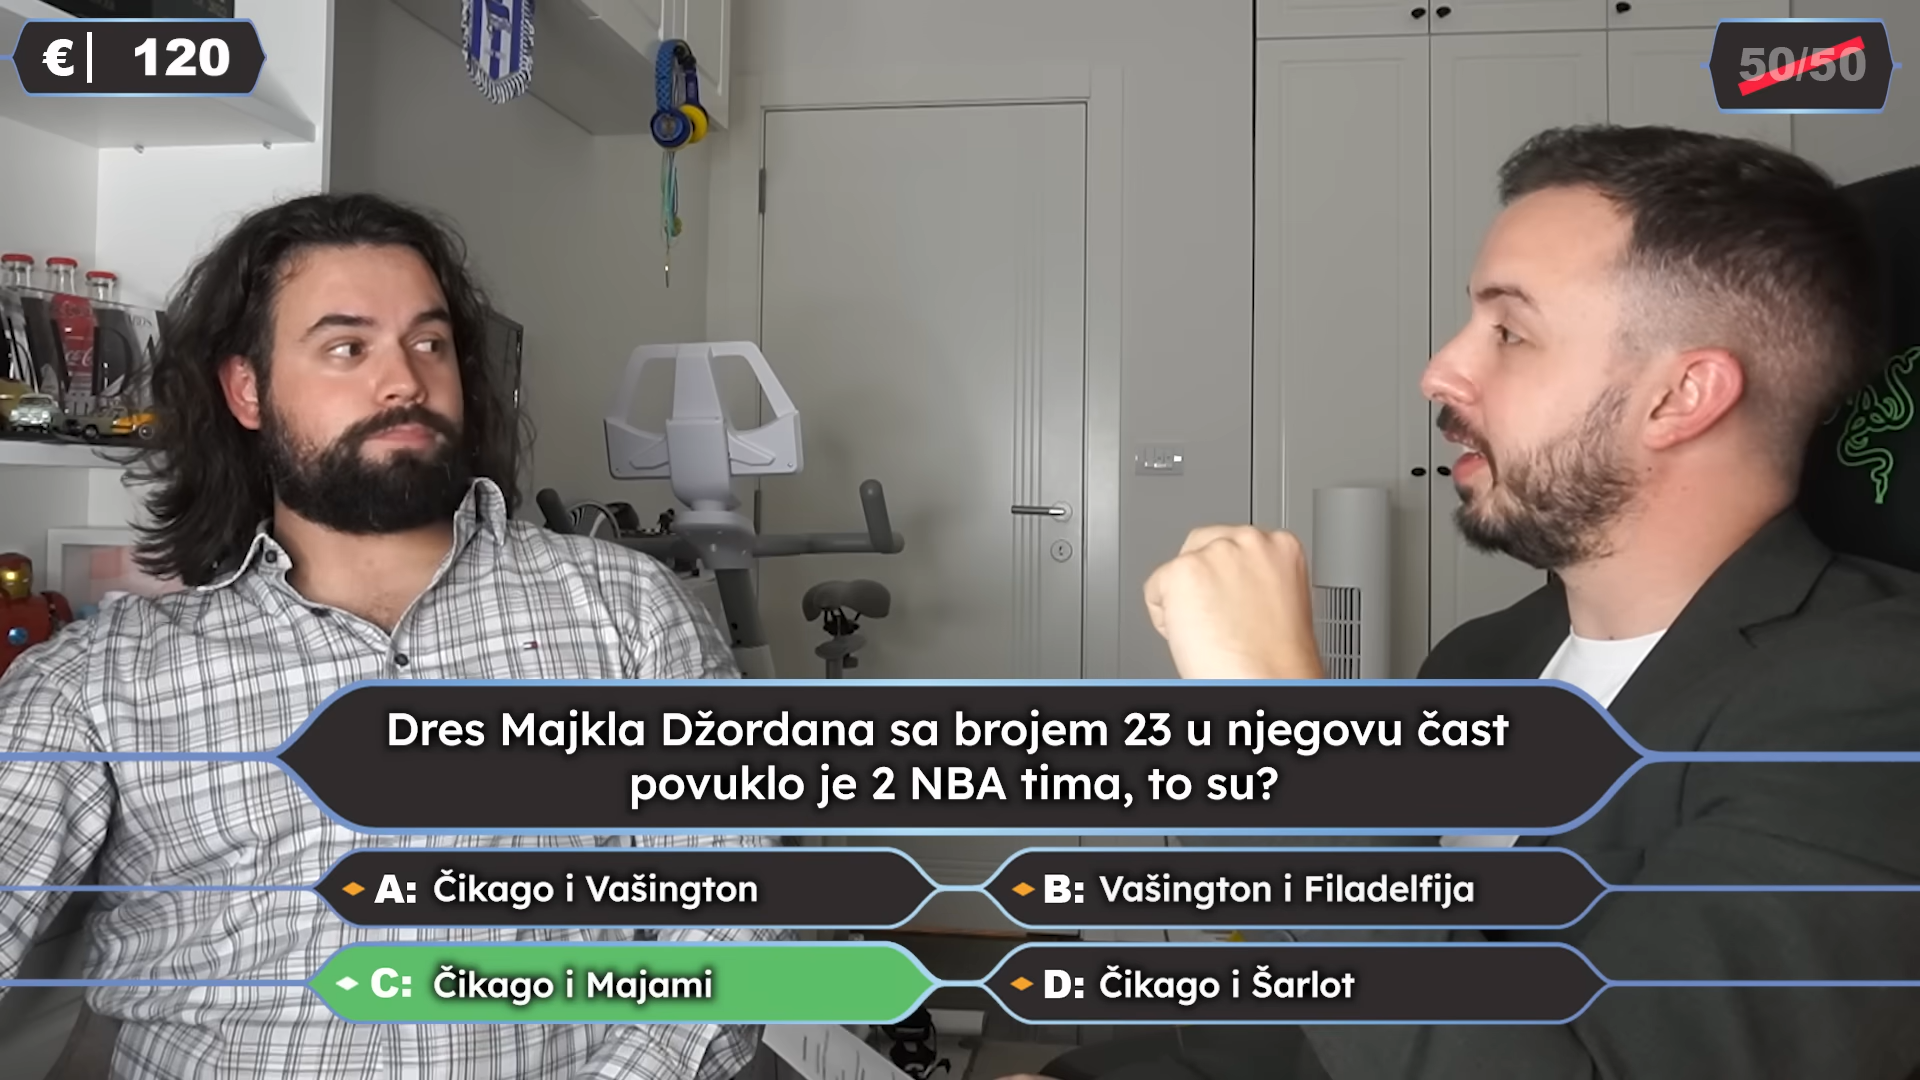 €| 120
50/50
Dres Majkla Džordana sa brojem 23 u njegovu čast
povuklo je 2 NBA tima, to su?
A: Čikago i Vašington
B: Vašington i Filadelfija
C: Čikago i Majami
D: Čikago i Šarlot